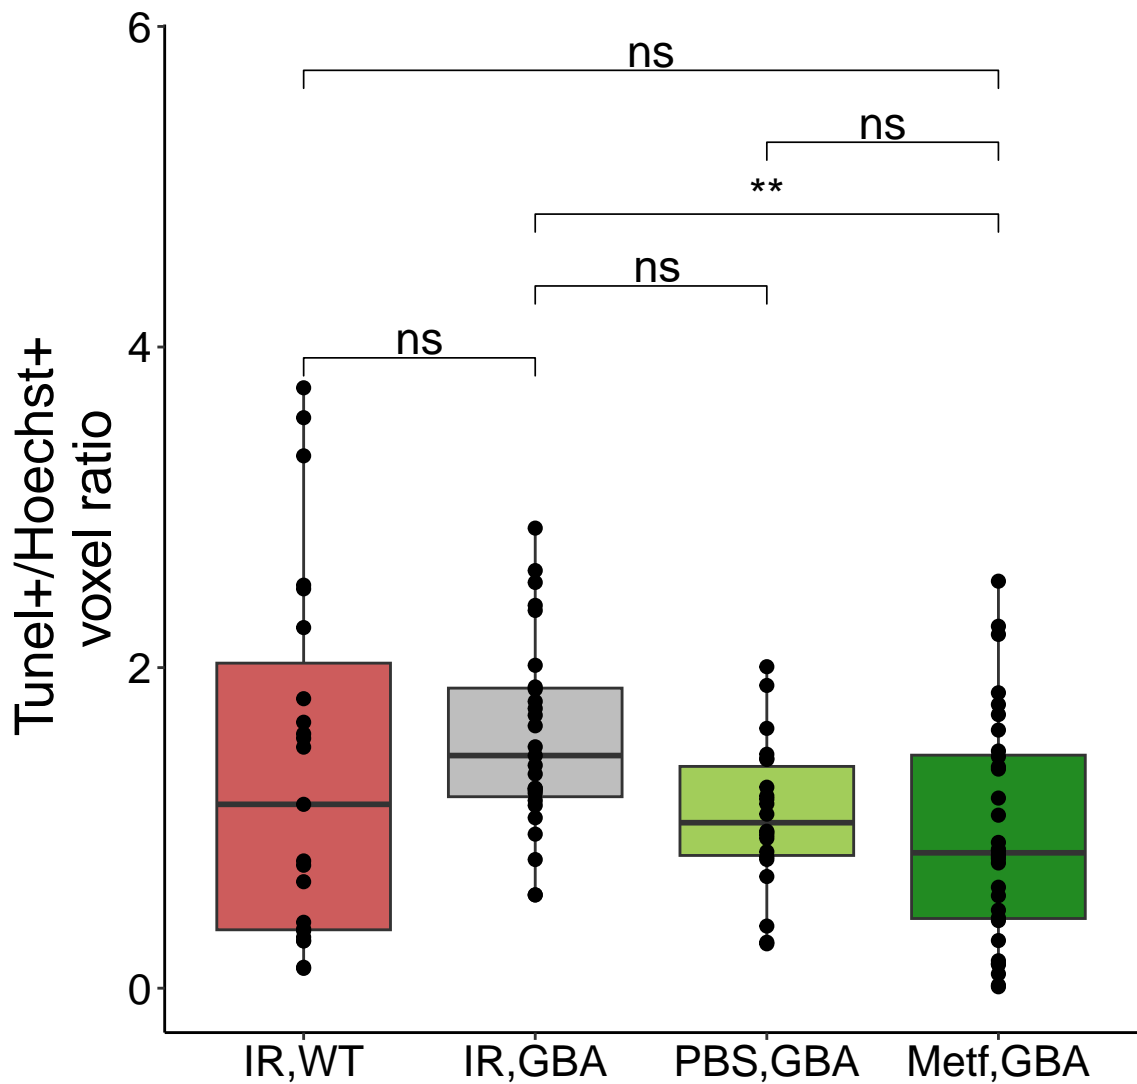 6
ns
ns
**
ns
4
ns
Tunel+/Hoechst+
voxel ratio
2
0
IR,WT IR,GBA PBS,GBA Metf,GBA